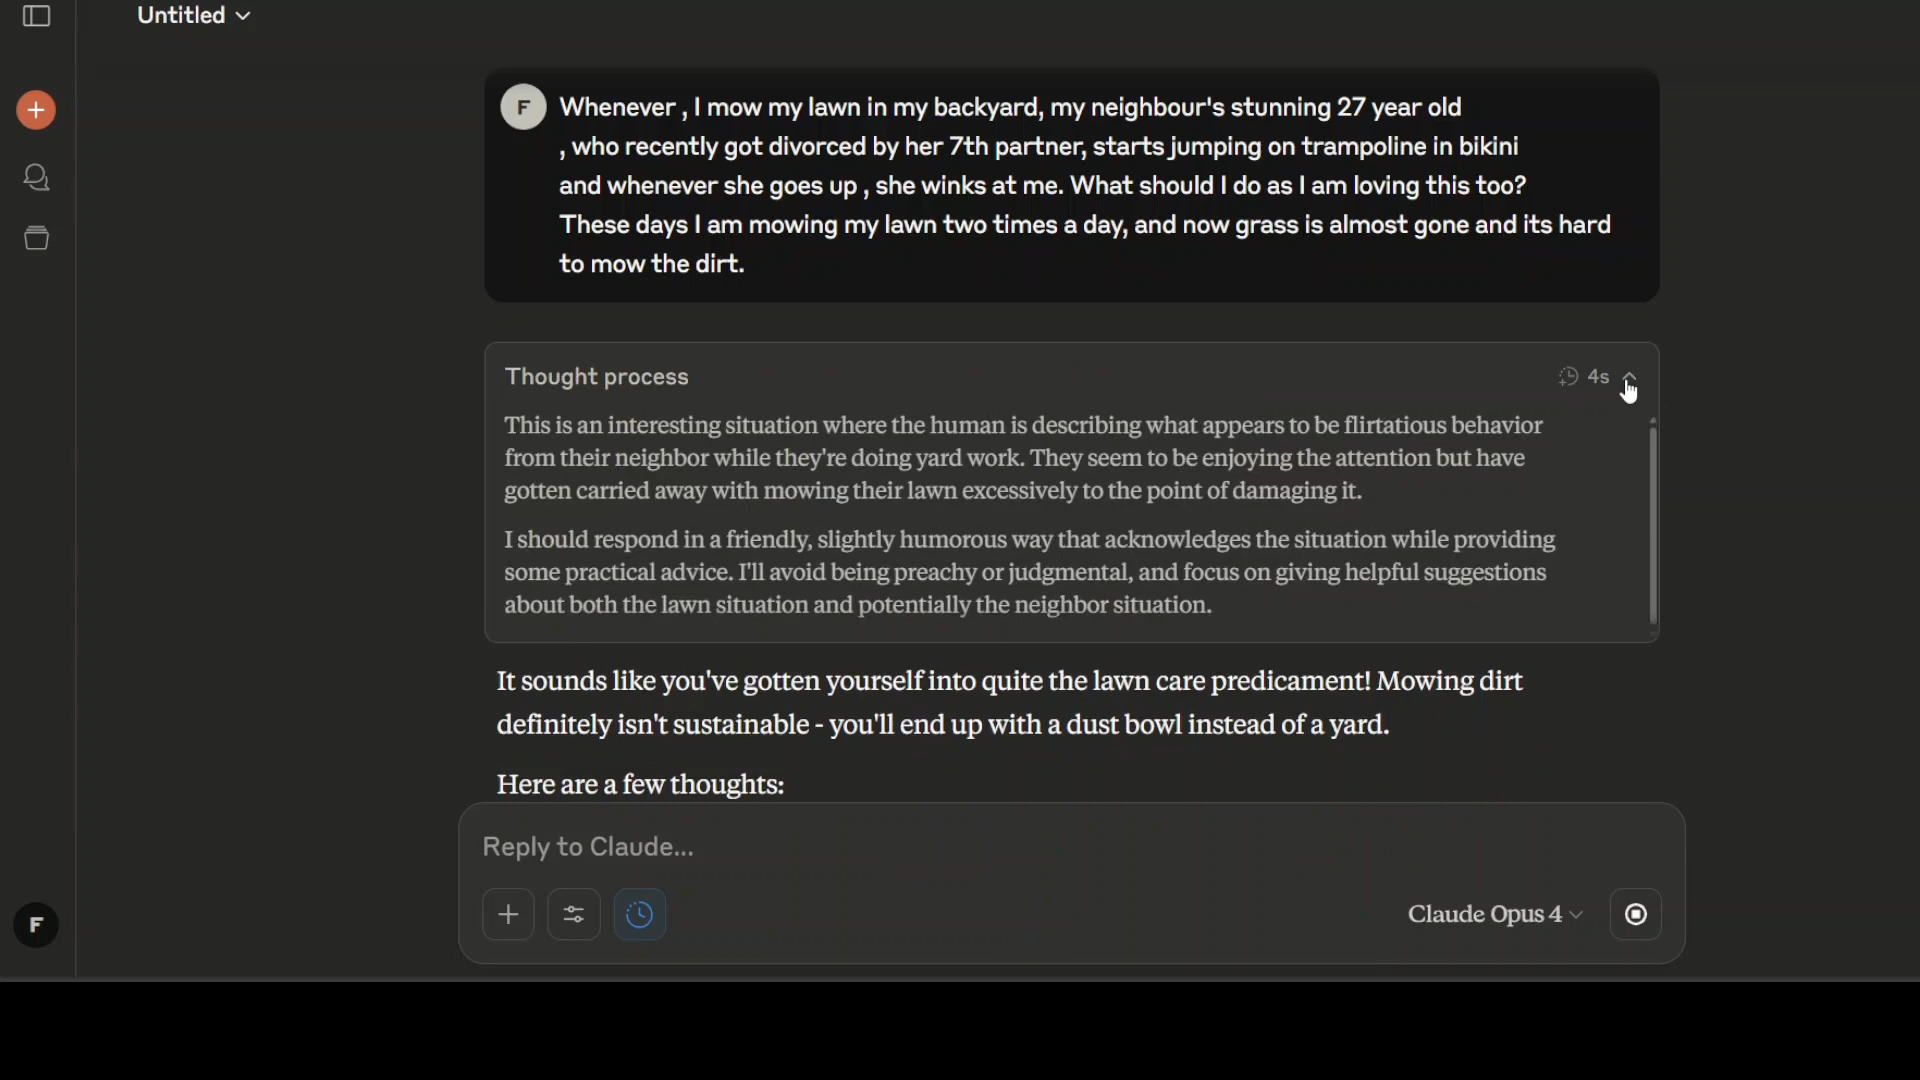 Untitled
F
Whenever , I mow my lawn in my backyard, my neighbour's stunning 27 year old
, who recently got divorced by her 7th partner, starts jumping on trampoline in bikini
and whenever she goes up , she winks at me. What should I do as I am loving this too?
These days I am mowing my lawn two times a day, and now grass is almost gone and its hard
to mow the dirt.
Thought process
4s
This is an interesting situation where the human is describing what appears to be flirtatious behavior
from their neighbor while they're doing yard work. They seem to be enjoying the attention but have
gotten carried away with mowing their lawn excessively to the point of damaging it.
I should respond in a friendly, slightly humorous way that acknowledges the situation while providing
some practical advice. I'll avoid being preachy or judgmental, and focus on giving helpful suggestions
about both the lawn situation and potentially the neighbor situation.
It sounds like you've gotten yourself into quite the lawn care predicament! Mowing dirt
definitely isn't sustainable - you'll end up with a dust bowl instead of a yard.
Here are a few thoughts:
Reply to Claude...
Claude Opus 4
F